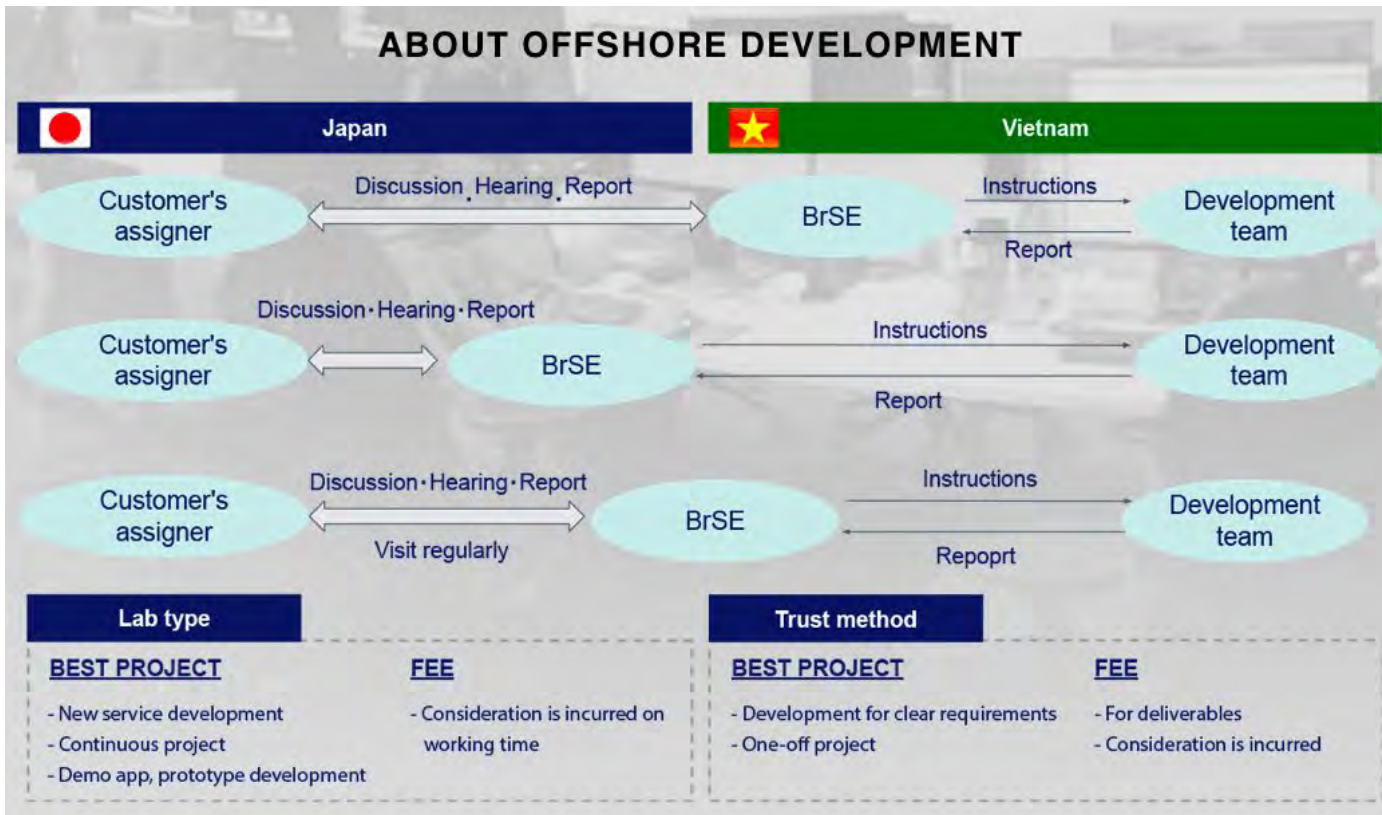 ABOUT OFFSHORE DEVELOPMENT
Japan
Vietnam
Customer's
assigner
Discussion・Hearing・Report
BrSE
Instructions
Report
Development
team
Customer's
assigner
Discussion・Hearing・Report
BrSE
Instructions
Report
Development
team
Customer's
assigner
Discussion・Hearing・Report
Visit regularly
BrSE
Instructions
Repoprt
Development
team
Lab type
BEST PROJECT
- New service development
- Continuous project
- Demo app, prototype development
FEE
- Consideration is incurred on
working time
Trust method
BEST PROJECT
- Development for clear requirements
- One-off project
FEE
- For deliverables
- Consideration is incurred